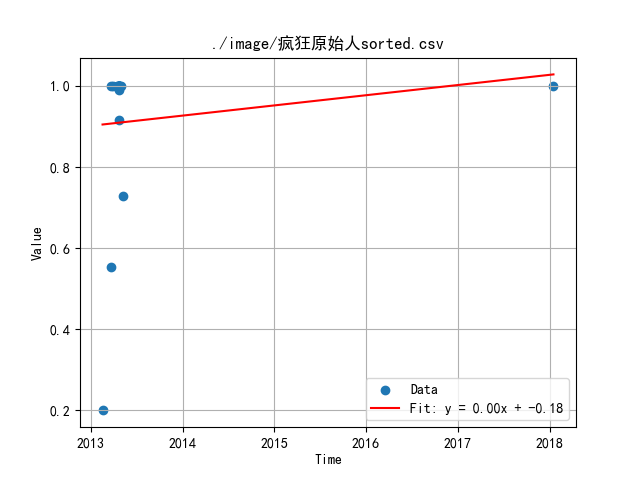 ./image/疯狂原始人sorted.csv
Value
1.0
0.8
0.6
0.4
0.2
Data
Fit: y = 0.00x + -0.18
2013 2014 2015 2016 2017 2018
Time